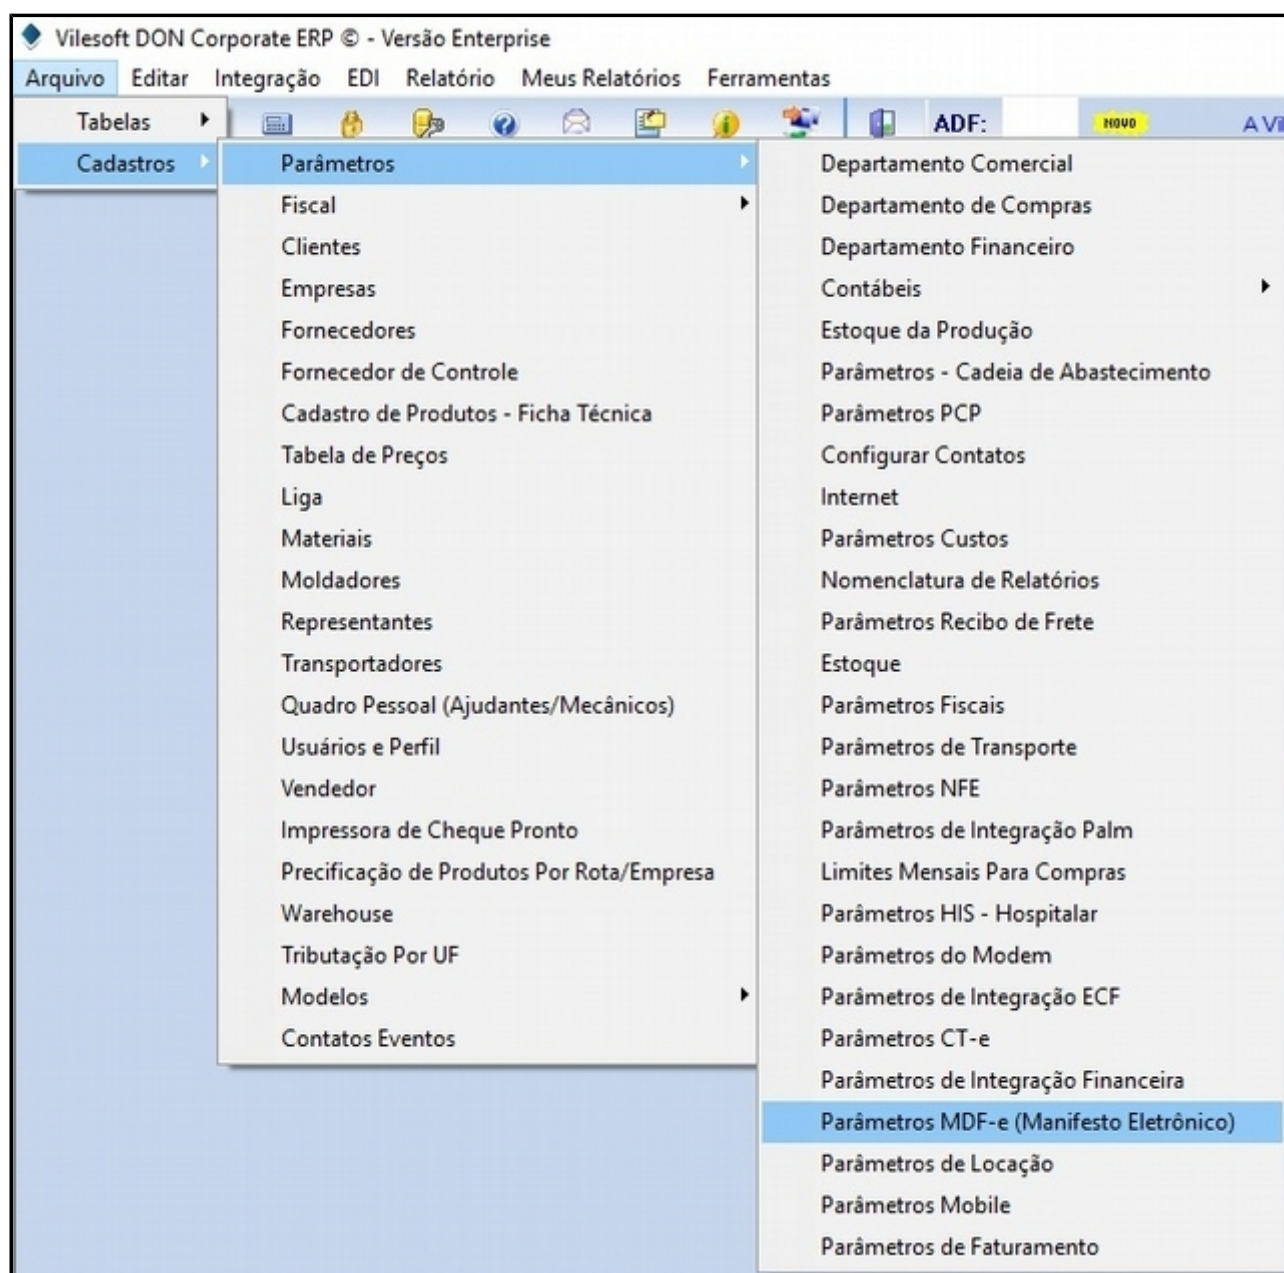 Vilesoft DON Corporate ERP © - Versão Enterprise
Arquivo Editar Integração EDI Relatório Meus Relatórios Ferramentas
Tabelas
ADF:
NOVO
A Vil
Cadastros
Parâmetros
Fiscal
Clientes
Empresas
Fornecedores
Fornecedor de Controle
Cadastro de Produtos - Ficha Técnica
Tabela de Preços
Liga
Materiais
Moldadores
Representantes
Transportadores
Quadro Pessoal (Ajudantes/Mecânicos)
Usuários e Perfil
Vendedor
Impressora de Cheque Pronto
Precificação de Produtos Por Rota/Empresa
Warehouse
Tributação Por UF
Modelos
Contatos Eventos
Departamento Comercial
Departamento de Compras
Departamento Financeiro
Contábeis
Estoque da Produção
Parâmetros - Cadeia de Abastecimento
Parâmetros PCP
Configurar Contatos
Internet
Parâmetros Custos
Nomenclatura de Relatórios
Parâmetros Recibo de Frete
Estoque
Parâmetros Fiscais
Parâmetros de Transporte
Parâmetros NFE
Parâmetros de Integração Palm
Limites Mensais Para Compras
Parâmetros HIS - Hospitalar
Parâmetros do Modem
Parâmetros de Integração ECF
Parâmetros CT-e
Parâmetros de Integração Financeira
Parâmetros MDF-e (Manifesto Eletrônico)
Parâmetros de Locação
Parâmetros Mobile
Parâmetros de Faturamento